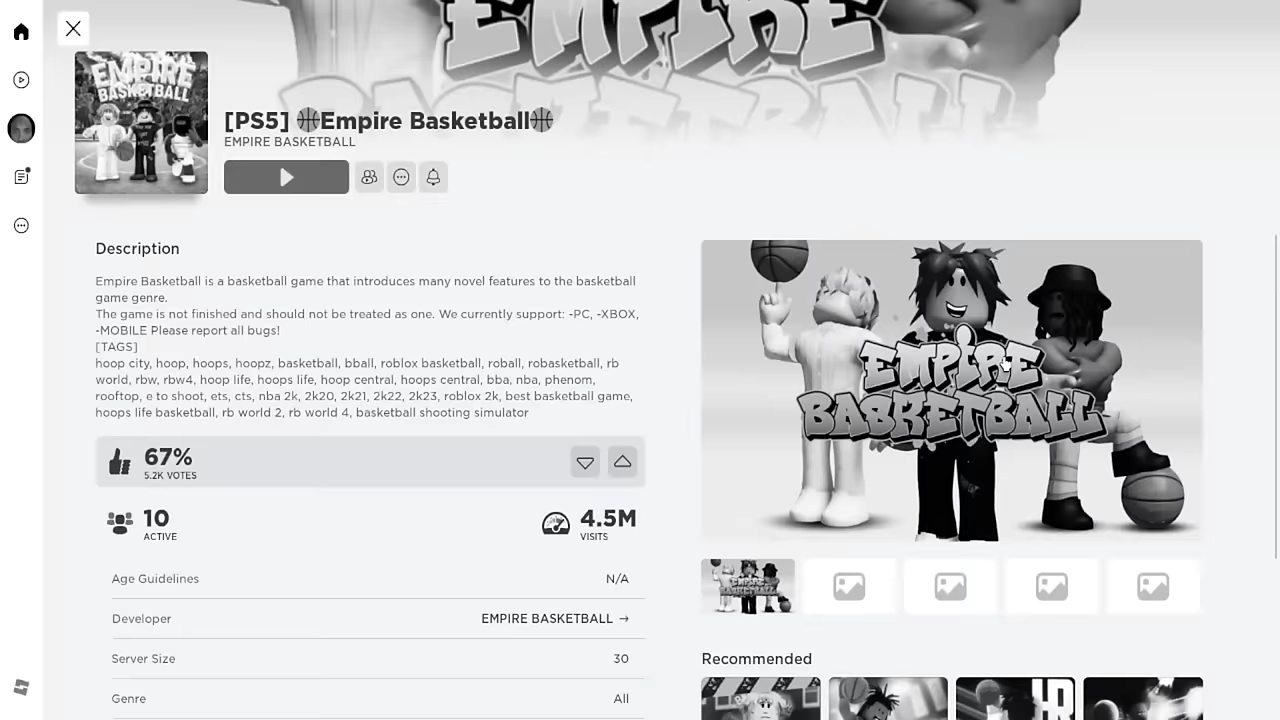 EMPIRE
BASKETBALL
EMPIRE
BASKETBALL
[PS5] 🏀Empire Basketball🏀
EMPIRE BASKETBALL
Description
Empire Basketball is a basketball game that introduces many novel features to the basketball
game genre.
The game is not finished and should not be treated as one. We currently support: -PC, -XBOX,
-MOBILE Please report all bugs!
[TAGS]
hoop city, hoop, hoops, hoopz, basketball, bball, roblox basketball, roball, robasketball, rb
world, rbw, rbw4, hoop life, hoops life, hoop central, hoops central, bba, nba, phenom,
rooftop, e to shoot, ets, cts, nba 2k, 2k20, 2k21, 2k22, 2k23, roblox 2k, best basketball game,
hoops life basketball, rb world 2, rb world 4, basketball shooting simulator
67%
5.2K VOTES
10
ACTIVE
4.5M
VISITS
Age Guidelines N/A
Developer EMPIRE BASKETBALL →
Server Size 30
Genre All
EMPIRE
BASKETBALL
EMPIRE
BASKETBALL
Recommended
HR